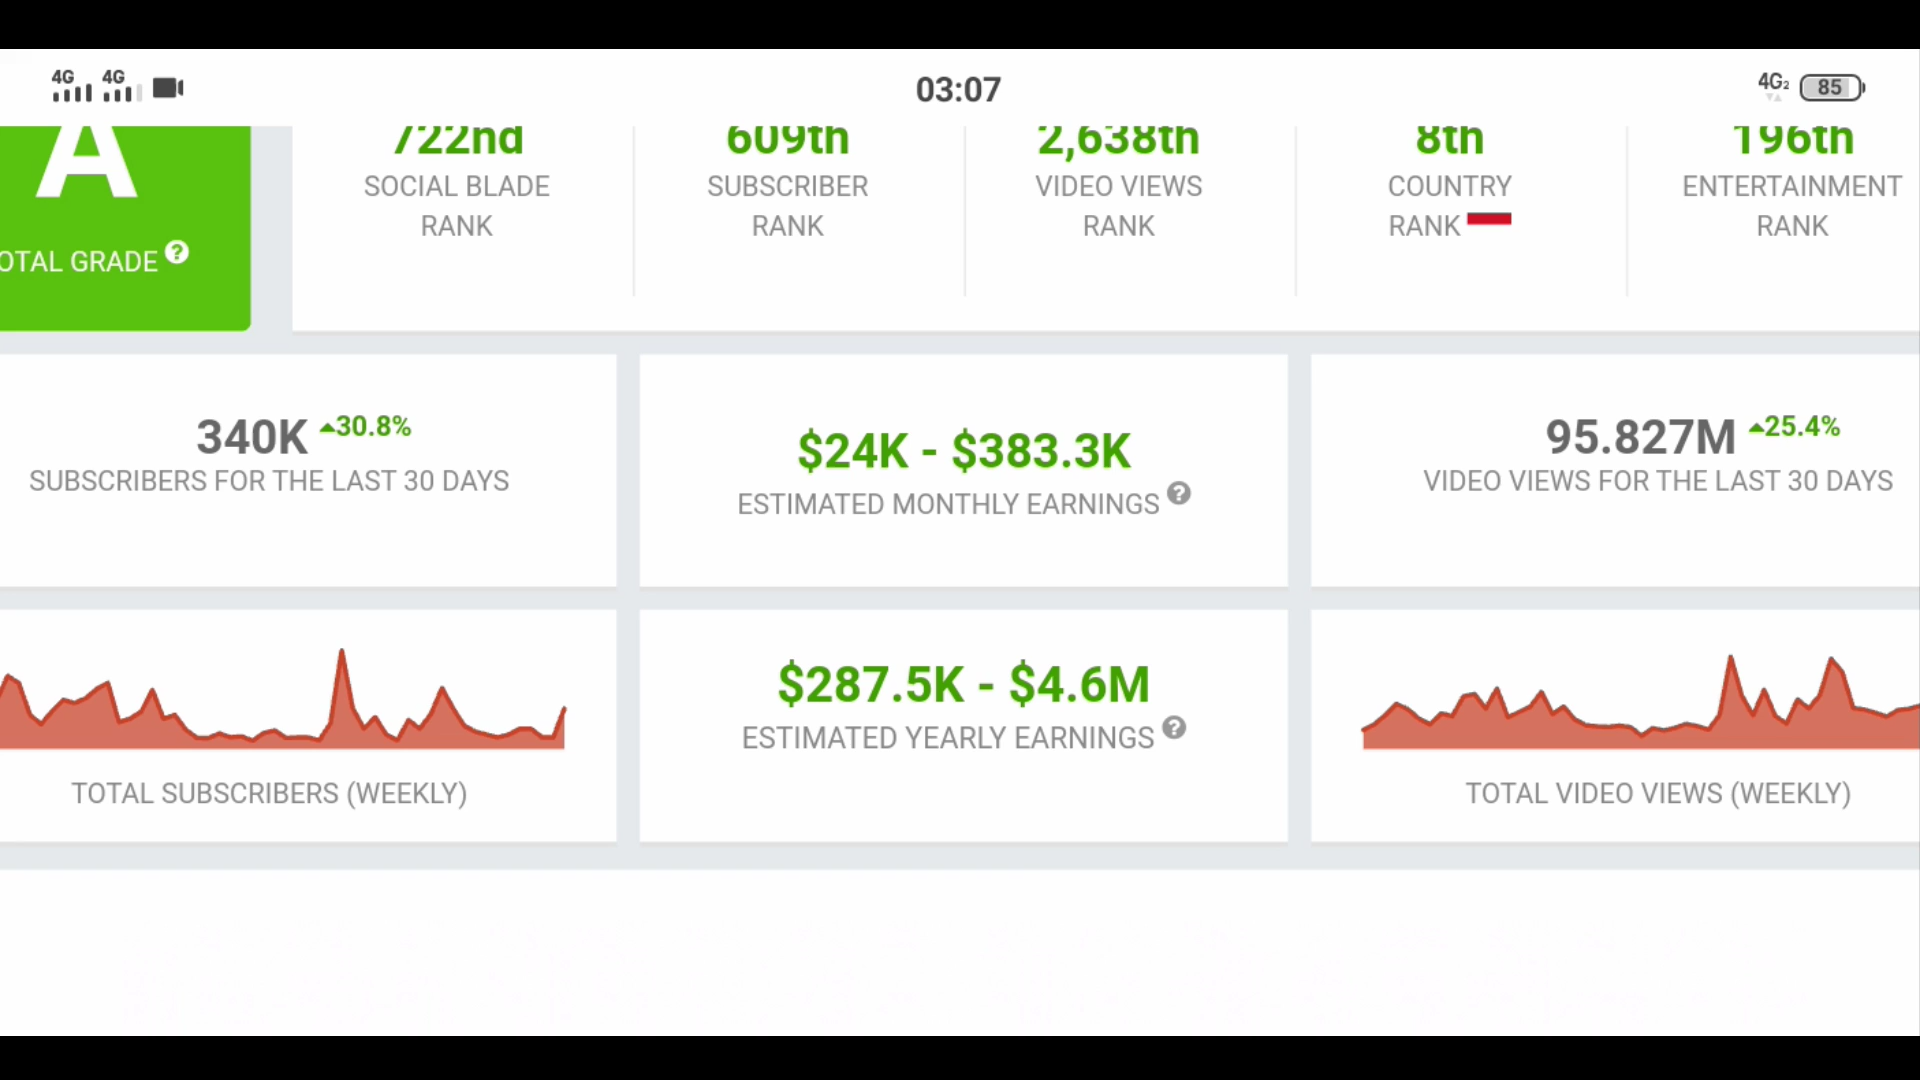 4G 4G 03:07 4G2 85
A 722nd 609th 2,638th 8th 196th
SOCIAL BLADE SUBSCRIBER VIDEO VIEWS COUNTRY ENTERTAINMENT
RANK RANK RANK RANK RANK
OTAL GRADE ?
340K 30.8%
SUBSCRIBERS FOR THE LAST 30 DAYS
$24K - $383.3K
ESTIMATED MONTHLY EARNINGS ?
95.827M 25.4%
VIDEO VIEWS FOR THE LAST 30 DAYS
TOTAL SUBSCRIBERS (WEEKLY)
$287.5K - $4.6M
ESTIMATED YEARLY EARNINGS ?
TOTAL VIDEO VIEWS (WEEKLY)